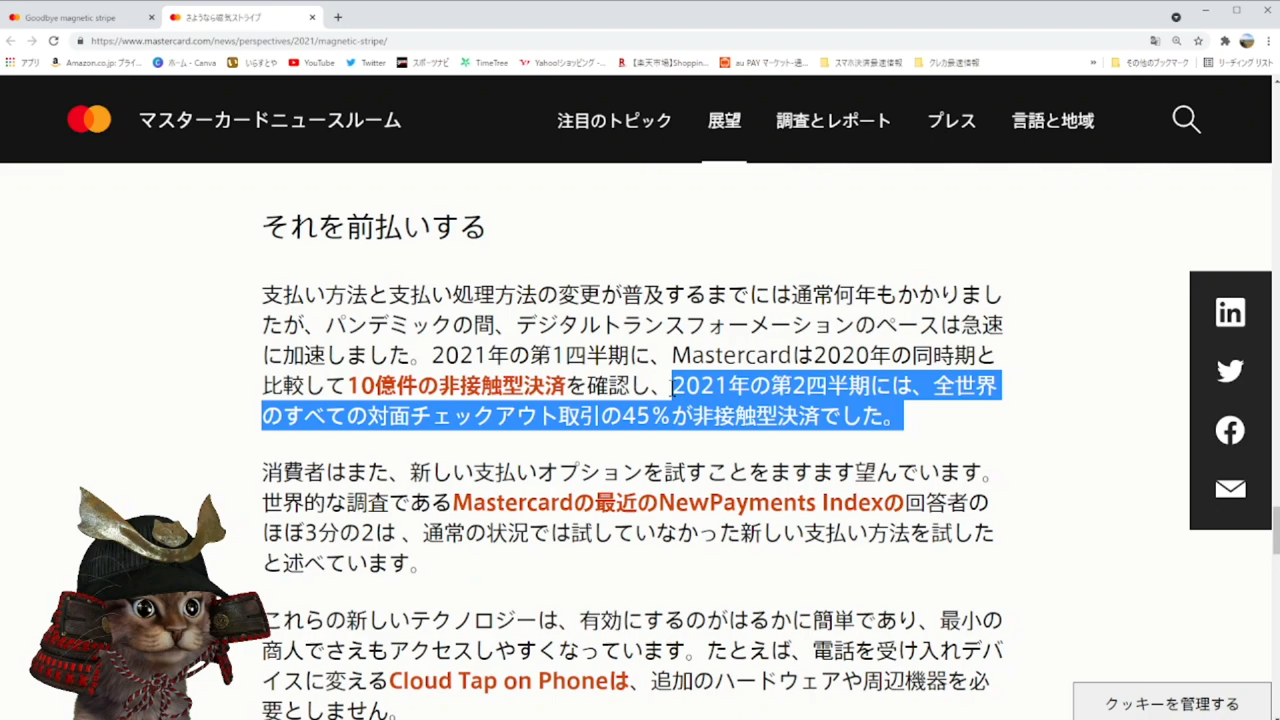 Goodbye magnetic stripe
さようなら磁気ストライプ
https://www.mastercard.com/news/perspectives/2021/magnetic-stripe/
アプリ Amazon.co.jp: プライ... ホーム - Canva いらすとや YouTube Twitter スポーツナビ TimeTree Yahoo!ショッピング -... 【楽天市場】Shoppin... au PAY マーケット-通... スマホ決済最速情報 クレカ最速情報 » その他のブックマーク リーディング リスト
マスターカードニュースルーム 注目のトピック 展望 調査とレポート プレス 言語と地域
それを前払いする
支払い方法と支払い処理方法の変更が普及するまでには通常何年もかかりまし
たが、パンデミックの間、デジタルトランスフォーメーションのペースは急速
に加速しました。2021年の第1四半期に、Mastercardは2020年の同時期と
比較して10億件の非接触型決済を確認し、2021年の第2四半期には、全世界
のすべての対面チェックアウト取引の45%が非接触型決済でした。
消費者はまた、新しい支払いオプションを試すことをますます望んでいます。
世界的な調査であるMastercardの最近のNewPayments Indexの回答者の
ほぼ3分の2は、通常の状況では試していなかった新しい支払い方法を試した
と述べています。
これらの新しいテクノロジーは、有効にするのがはるかに簡単であり、最小の
商人でさえもアクセスしやすくなっています。たとえば、電話を受け入れデバ
イスに変えるCloud Tap on Phoneは、追加のハードウェアや周辺機器を必
要としません。
in
クッキーを管理する